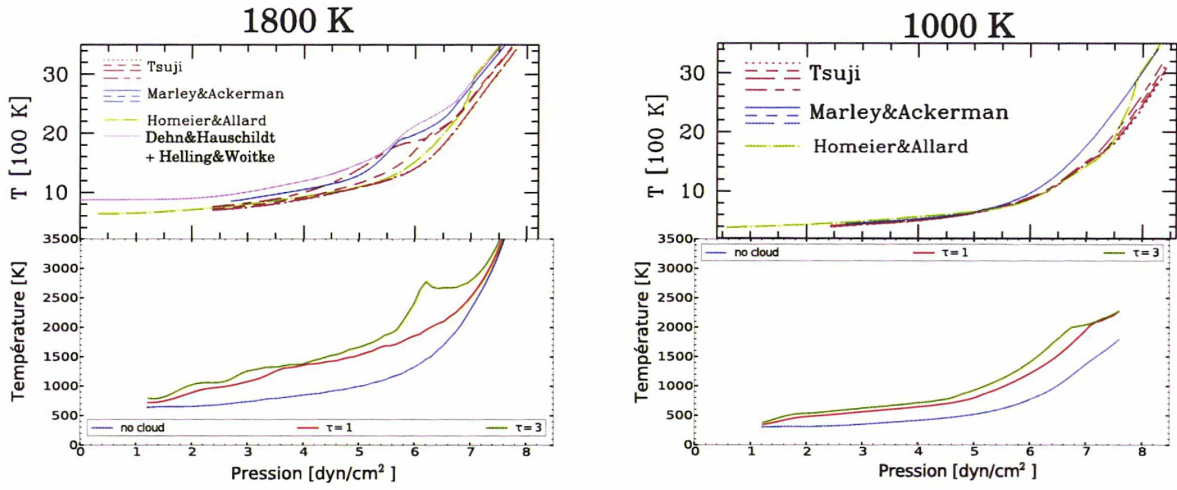 1800 K
T [100 K]
30
20
10
Tsuji
Marley&Ackerman
Homeier&Allard
Dehn&Hauschildt
+ Helling&Woitke
Température [K]
3500
3000
2500
2000
1500
1000
500
0
no cloud
τ=1
τ=3
0 1 2 3 4 5 6 7 8
Pression [dyn/cm² ]
1000 K
T [100 K]
30
20
10
Tsuji
Marley&Ackerman
Homeier&Allard
Température [K]
3500
no cloud
τ=1
τ=3
3000
2500
2000
1500
1000
500
0
0 1 2 3 4 5 6 7 8
Pression [dyn/cm² ]